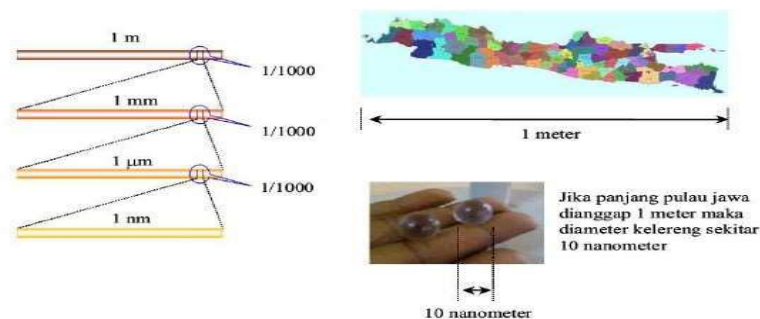 1 m
1/1000
1 mm
1/1000
1 µm
1/1000
1 nm
1 meter
Jika panjang pulau jawa
dianggap 1 meter maka
diameter kelereng sekitar
10 nanometer
10 nanometer